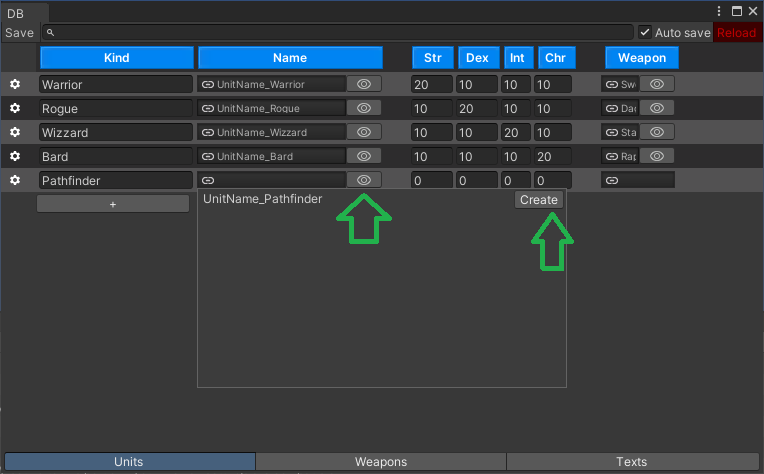 DB
Save Auto save Reload
Kind Name Str Dex Int Chr Weapon
Warrior UnitName_Warrior 20 10 10 10 Sw
Rogue UnitName_Rogue 10 20 10 10 Dag
Wizzard UnitName_Wizzard 10 10 20 10 Sta
Bard UnitName_Bard 10 10 10 20 Rap
Pathfinder 0 0 0 0
+ UnitName_Pathfinder Create
Units Weapons Texts